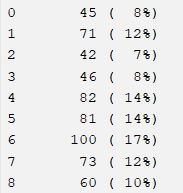 0 45 ( 8%)
1 71 ( 12%)
2 42 ( 7%)
3 46 ( 8%)
4 82 ( 14%)
5 81 ( 14%)
6 100 ( 17%)
7 73 ( 12%)
8 60 ( 10%)